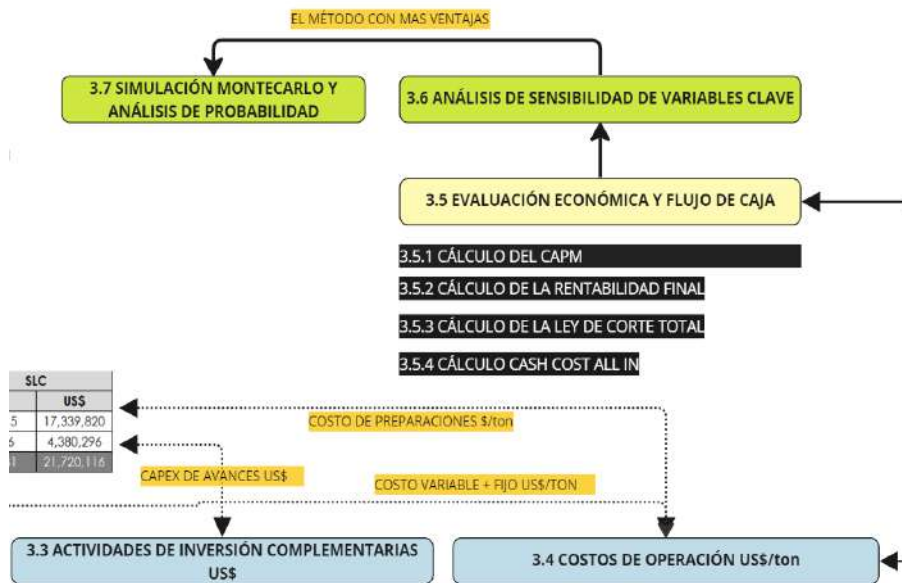 EL MÉTODO CON MAS VENTAJAS
3.7 SIMULACIÓN MONTECARLO Y
ANÁLISIS DE PROBABILIDAD
3.6 ANÁLISIS DE SENSIBILIDAD DE VARIABLES CLAVE
3.5 EVALUACIÓN ECONÓMICA Y FLUJO DE CAJA
3.5.1 CÁLCULO DEL CAPM
3.5.2 CÁLCULO DE LA RENTABILIDAD FINAL
3.5.3 CÁLCULO DE LA LEY DE CORTE TOTAL
3.5.4 CÁLCULO CASH COST ALL IN
SLC
US$
5 17,339,820
6 4,380,296
21,720,116
COSTO DE PREPARACIONES $/ton
CAPEX DE AVANCES US$
COSTO VARIABLE + FIJO US$/TON
3.3 ACTIVIDADES DE INVERSIÓN COMPLEMENTARIAS
US$
3.4 COSTOS DE OPERACIÓN US$/ton